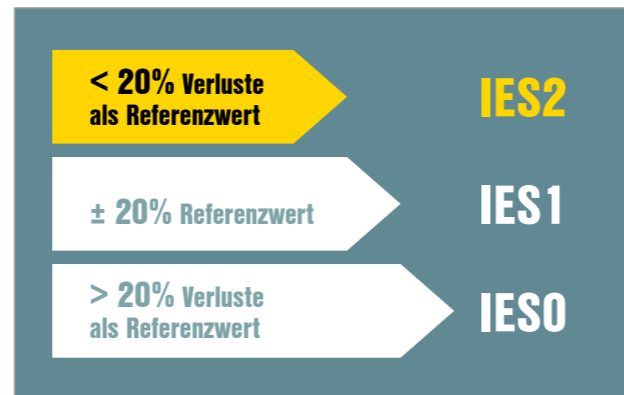 < 20% Verluste
als Referenzwert
IES2
± 20% Referenzwert
IES1
> 20% Verluste
als Referenzwert
IES0